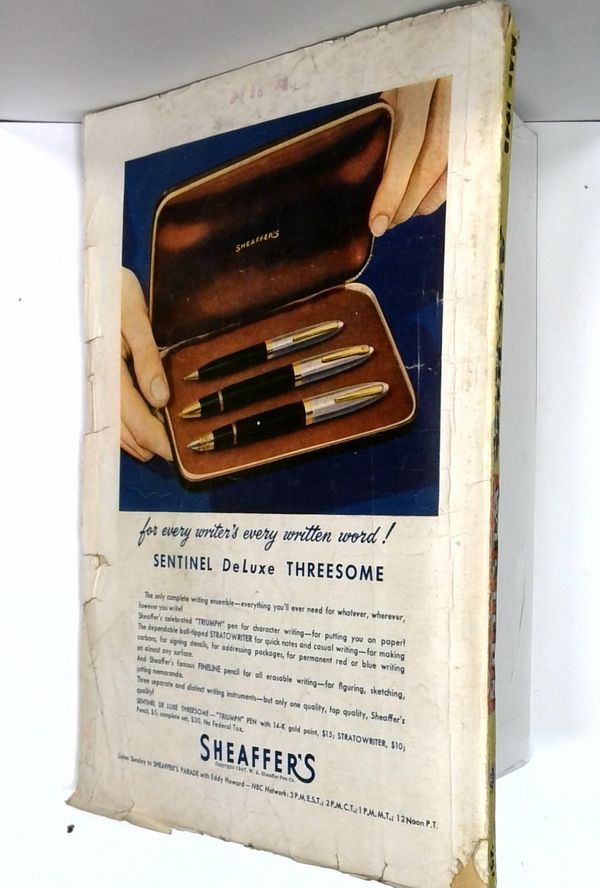 SHEAFFER'S
for every writer's every written word!
SENTINEL DeLuxe THREESOME
The only complete writing ensemble—everything you'll ever need for whatever, wherever,
however you write!
Sheaffer's celebrated "TRIUMPH" pen for character writing—for putting you on paper!
The dependable ball-tipped STRATOWRITER for quick notes and casual writing—for making
carbons, for signing stencils, for addressing packages, for permanent red or blue writing
on almost any surface.
And Sheaffer's famous FINELINE pencil for all erasable writing—for figuring, sketching,
jotting memoranda.
Three separate and distinct writing instruments—but only one quality, top quality, Sheaffer's
quality!
SENTINEL DE LUXE THREESOME—"TRIUMPH" PEN with 14-K gold point, $15; STRATOWRITER, $10;
Pencil, $5; complete set, $30. No Federal Tax.
SHEAFFER'S
Copyright 1947, W. A. Sheaffer Pen Co.
Listen Sunday to SHEAFFER'S PARADE with Eddy Howard—NBC Network: 3 P.M. E.S.T.; 2 P.M. C.T.; 1 P.M. M.T.; 12 Noon P.T.